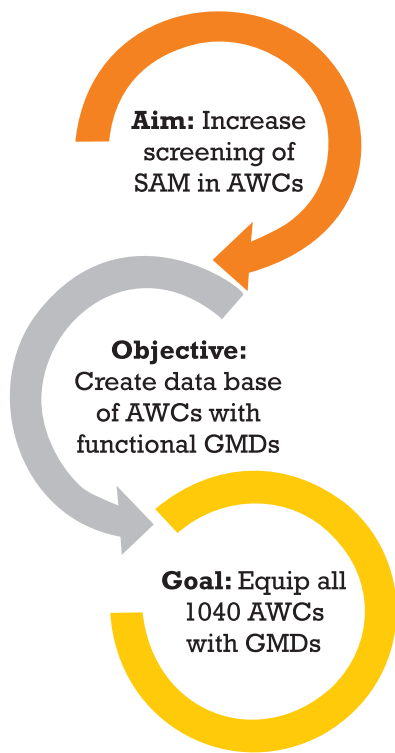 Aim: Increase
screening of
SAM in AWCs
Objective:
Create data base
of AWCs with
functional GMDs
Goal: Equip all
1040 AWCs
with GMDs